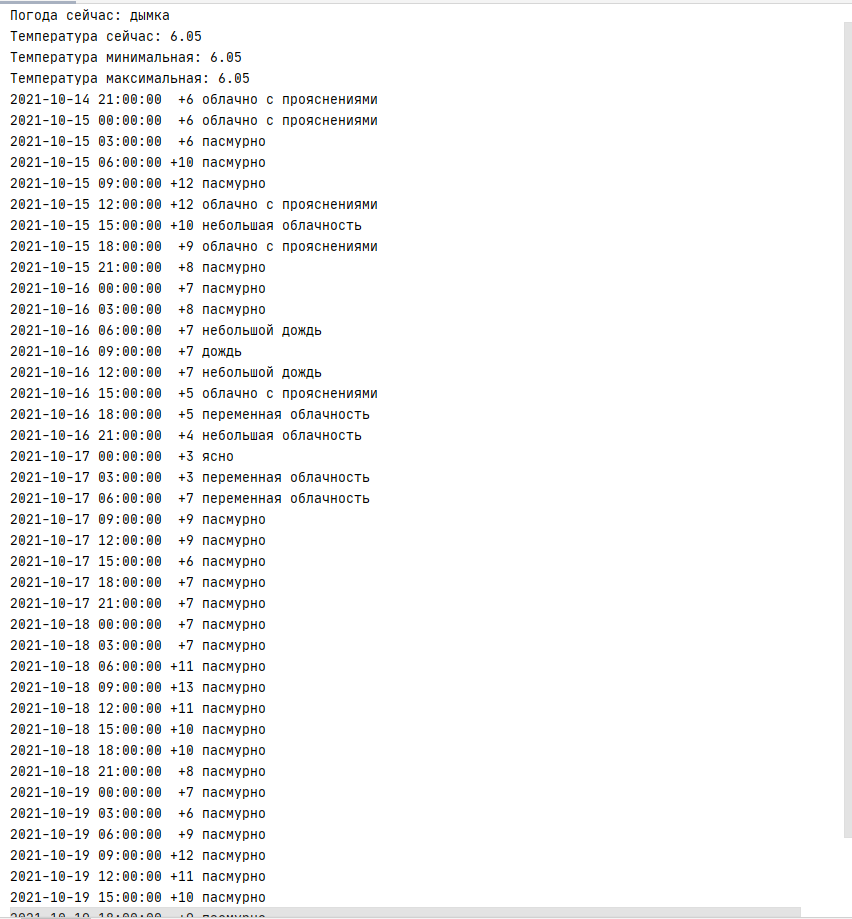 Погода сейчас: дымка
Температура сейчас: 6.05
Температура минимальная: 6.05
Температура максимальная: 6.05
2021-10-14 21:00:00  +6 облачно с прояснениями
2021-10-15 00:00:00  +6 облачно с прояснениями
2021-10-15 03:00:00  +6 пасмурно
2021-10-15 06:00:00 +10 пасмурно
2021-10-15 09:00:00 +12 пасмурно
2021-10-15 12:00:00 +12 облачно с прояснениями
2021-10-15 15:00:00 +10 небольшая облачность
2021-10-15 18:00:00  +9 облачно с прояснениями
2021-10-15 21:00:00  +8 пасмурно
2021-10-16 00:00:00  +7 пасмурно
2021-10-16 03:00:00  +8 пасмурно
2021-10-16 06:00:00  +7 небольшой дождь
2021-10-16 09:00:00  +7 дождь
2021-10-16 12:00:00  +7 небольшой дождь
2021-10-16 15:00:00  +5 облачно с прояснениями
2021-10-16 18:00:00  +5 переменная облачность
2021-10-16 21:00:00  +4 небольшая облачность
2021-10-17 00:00:00  +3 ясно
2021-10-17 03:00:00  +3 переменная облачность
2021-10-17 06:00:00  +7 переменная облачность
2021-10-17 09:00:00  +9 пасмурно
2021-10-17 12:00:00  +9 пасмурно
2021-10-17 15:00:00  +6 пасмурно
2021-10-17 18:00:00  +7 пасмурно
2021-10-17 21:00:00  +7 пасмурно
2021-10-18 00:00:00  +7 пасмурно
2021-10-18 03:00:00  +7 пасмурно
2021-10-18 06:00:00 +11 пасмурно
2021-10-18 09:00:00 +13 пасмурно
2021-10-18 12:00:00 +11 пасмурно
2021-10-18 15:00:00 +10 пасмурно
2021-10-18 18:00:00 +10 пасмурно
2021-10-18 21:00:00  +8 пасмурно
2021-10-19 00:00:00  +7 пасмурно
2021-10-19 03:00:00  +6 пасмурно
2021-10-19 06:00:00  +9 пасмурно
2021-10-19 09:00:00 +12 пасмурно
2021-10-19 12:00:00 +11 пасмурно
2021-10-19 15:00:00 +10 пасмурно